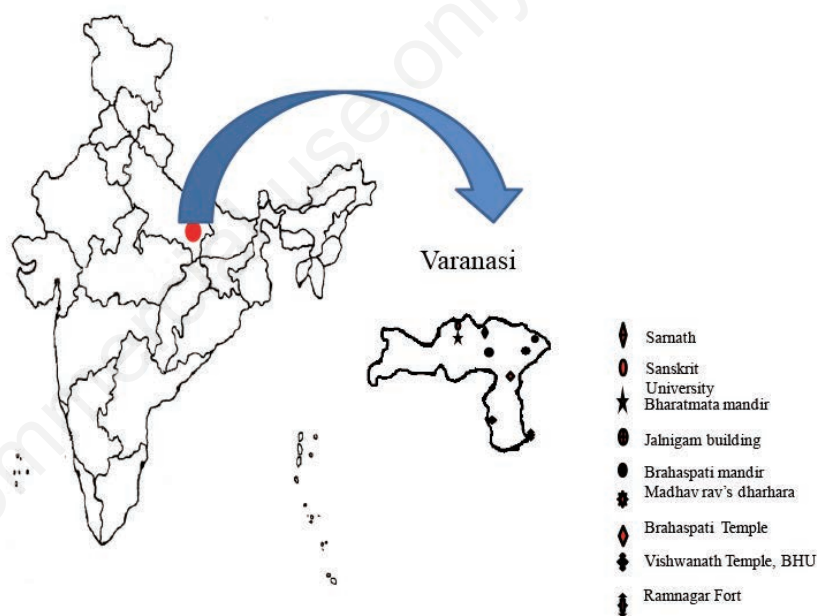 Varanasi
Sarnath
Sanskrit
University
Bharatmata mandir
Jalnigam building
Brahaspati mandir
Madhav rav's dharhara
Brahaspati Temple
Vishwanath Temple, BHU
Ramnagar Fort